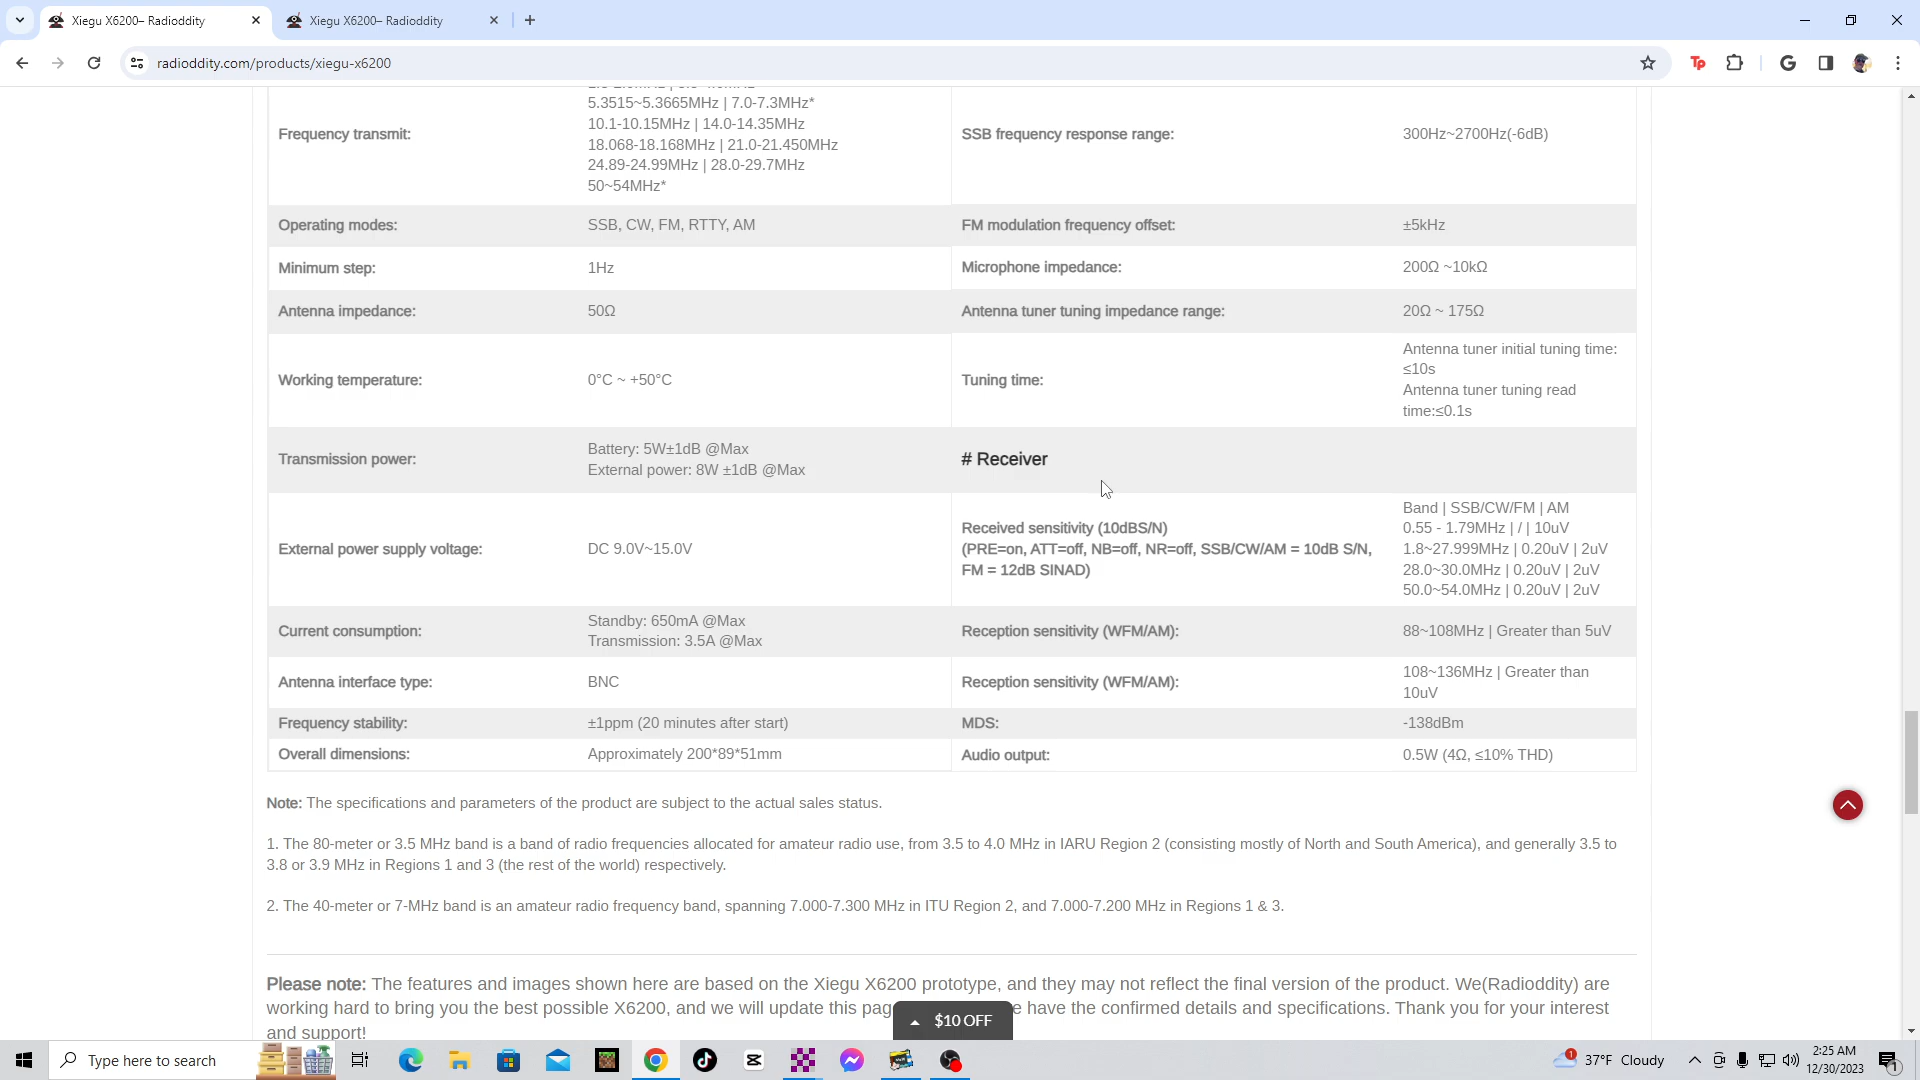 Xiegu X6200– Radioddity
Xiegu X6200– Radioddity
radioddity.com/products/xiegu-x6200
Tp
G
Frequency transmit:
5.3515~5.3665MHz | 7.0-7.3MHz*
10.1-10.15MHz | 14.0-14.35MHz
18.068-18.168MHz | 21.0-21.450MHz
24.89-24.99MHz | 28.0-29.7MHz
50~54MHz*
SSB frequency response range:
300Hz~2700Hz(-6dB)
Operating modes:
SSB, CW, FM, RTTY, AM
FM modulation frequency offset:
±5kHz
Minimum step:
1Hz
Microphone impedance:
200Ω ~10kΩ
Antenna impedance:
50Ω
Antenna tuner tuning impedance range:
20Ω ~ 175Ω
Working temperature:
0°C ~ +50°C
Tuning time:
Antenna tuner initial tuning time:
≤10s
Antenna tuner tuning read
time:≤0.1s
Transmission power:
Battery: 5W±1dB @Max
External power: 8W ±1dB @Max
# Receiver
External power supply voltage:
DC 9.0V~15.0V
Received sensitivity (10dBS/N)
(PRE=on, ATT=off, NB=off, NR=off, SSB/CW/AM = 10dB S/N,
FM = 12dB SINAD)
Band | SSB/CW/FM | AM
0.55 - 1.79MHz | / | 10uV
1.8~27.999MHz | 0.20uV | 2uV
28.0~30.0MHz | 0.20uV | 2uV
50.0~54.0MHz | 0.20uV | 2uV
Current consumption:
Standby: 650mA @Max
Transmission: 3.5A @Max
Reception sensitivity (WFM/AM):
88~108MHz | Greater than 5uV
Antenna interface type:
BNC
Reception sensitivity (WFM/AM):
108~136MHz | Greater than
10uV
Frequency stability:
±1ppm (20 minutes after start)
MDS:
-138dBm
Overall dimensions:
Approximately 200*89*51mm
Audio output:
0.5W (4Ω, ≤10% THD)
Note: The specifications and parameters of the product are subject to the actual sales status.
1. The 80-meter or 3.5 MHz band is a band of radio frequencies allocated for amateur radio use, from 3.5 to 4.0 MHz in IARU Region 2 (consisting mostly of North and South America), and generally 3.5 to
3.8 or 3.9 MHz in Regions 1 and 3 (the rest of the world) respectively.
2. The 40-meter or 7-MHz band is an amateur radio frequency band, spanning 7.000-7.300 MHz in ITU Region 2, and 7.000-7.200 MHz in Regions 1 & 3.
Please note: The features and images shown here are based on the Xiegu X6200 prototype, and they may not reflect the final version of the product. We(Radioddity) are
working hard to bring you the best possible X6200, and we will update this pag e have the confirmed details and specifications. Thank you for your interest
and support!
$10 OFF
Type here to search
1
37°F Cloudy
2:25 AM
12/30/2023
1